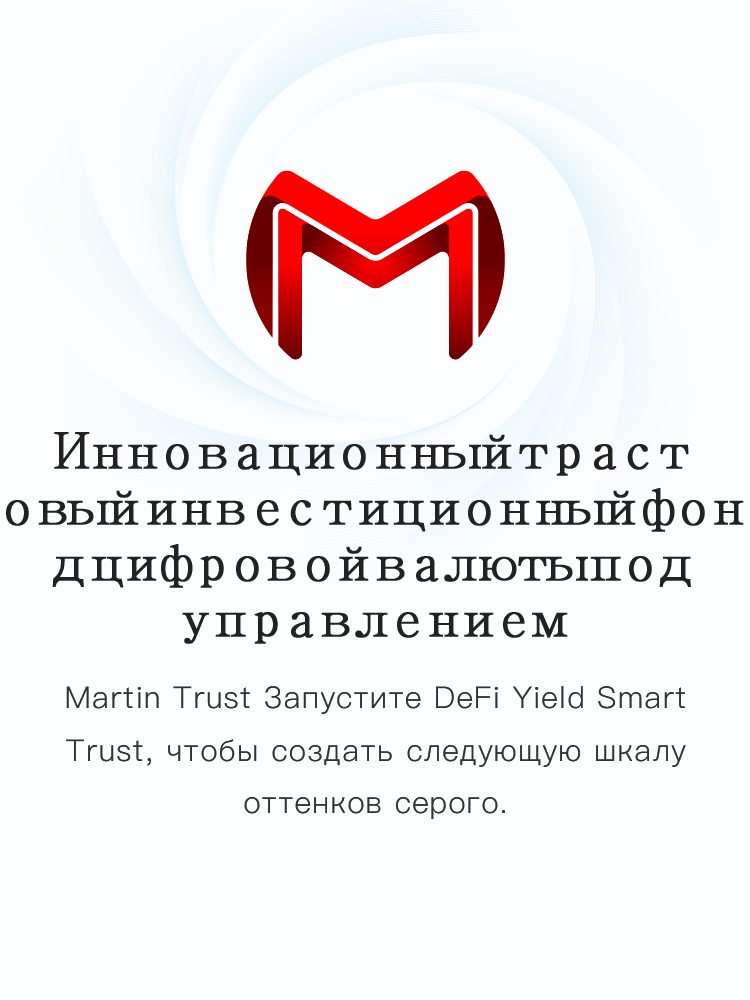 Инновационныйтраст
овыйинвестиционныйфон
дцифровойвалютыпод
управлением
Martin Trust Запустите DeFi Yield Smart
Trust, чтобы создать следующую шкалу
оттенков серого.